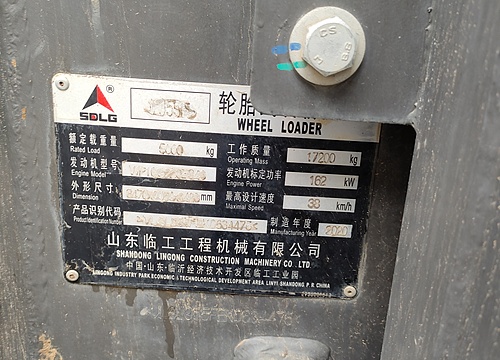 SDLG ® 轮胎
WHEEL LOADER
额定载重量 5000 kg
Rated Load
工作质量 17200 kg
Operating Mass
发动机型号
Engine Model
发动机标定功率 162 kW
Engine Power
外形尺寸 mm
Dimension
最高设计速度 38 km/h
Maximal Speed
产品识别代码
Product Identification Number
制造年度 2020
Manufacturing Year
山东临工工程机械有限公司
SHANDONG LINGONG CONSTRUCTION MACHINERY CO LTD
中国·山东·临沂经济技术开发区临工工业园
LINGONG INDUSTRY PARK ECONOMIC & TECHNOLOGICAL DEVELOPMENT AREA LINYI SHANDONG P R CHINA